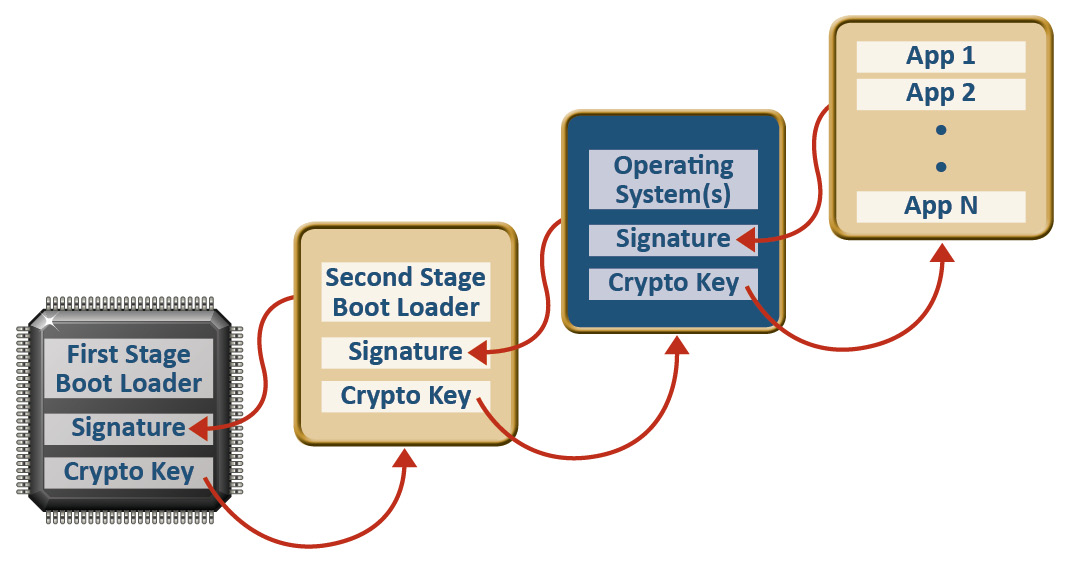 First Stage
Boot Loader
Signature
Crypto Key
Second Stage
Boot Loader
Signature
Crypto Key
Operating
System(s)
Signature
Crypto Key
App 1
App 2
App N